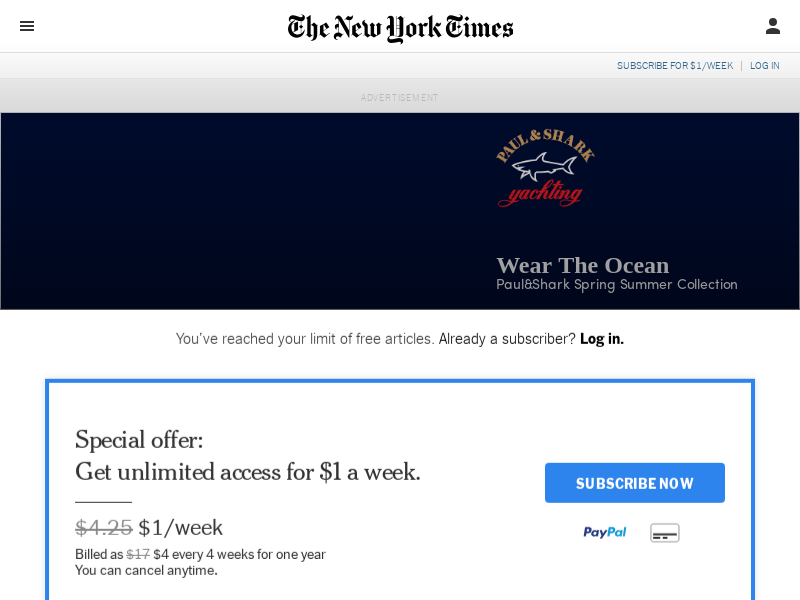 The New York Times
SUBSCRIBE FOR $1/WEEK | LOG IN
ADVERTISEMENT
PAUL & SHARK
yachting
Wear The Ocean
Paul&Shark Spring Summer Collection
You've reached your limit of free articles. Already a subscriber? Log in.
Special offer:
Get unlimited access for $1 a week.
SUBSCRIBE NOW
$4.25 $1/week
PayPal
Billed as $17 $4 every 4 weeks for one year
You can cancel anytime.